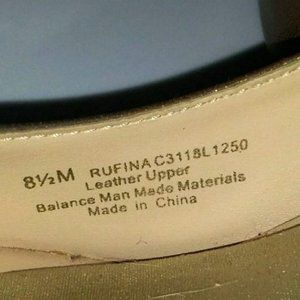 8½M RUFINA C3118L1250
Leather Upper
Balance Man Made Materials
Made in China